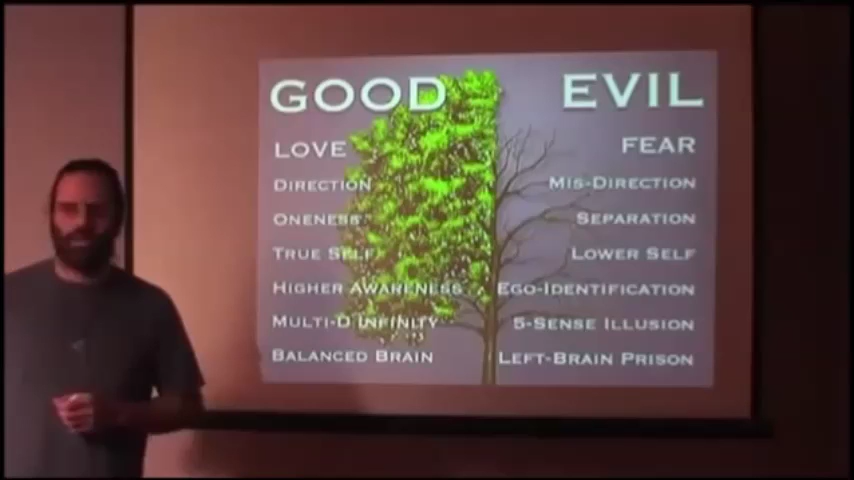 GOOD EVIL
LOVE FEAR
DIRECTION MIS-DIRECTION
ONENESS SEPARATION
TRUE SELF LOWER SELF
HIGHER AWARENESS EGO-IDENTIFICATION
MULTI-D INFINITY 5-SENSE ILLUSION
BALANCED BRAIN LEFT-BRAIN PRISON